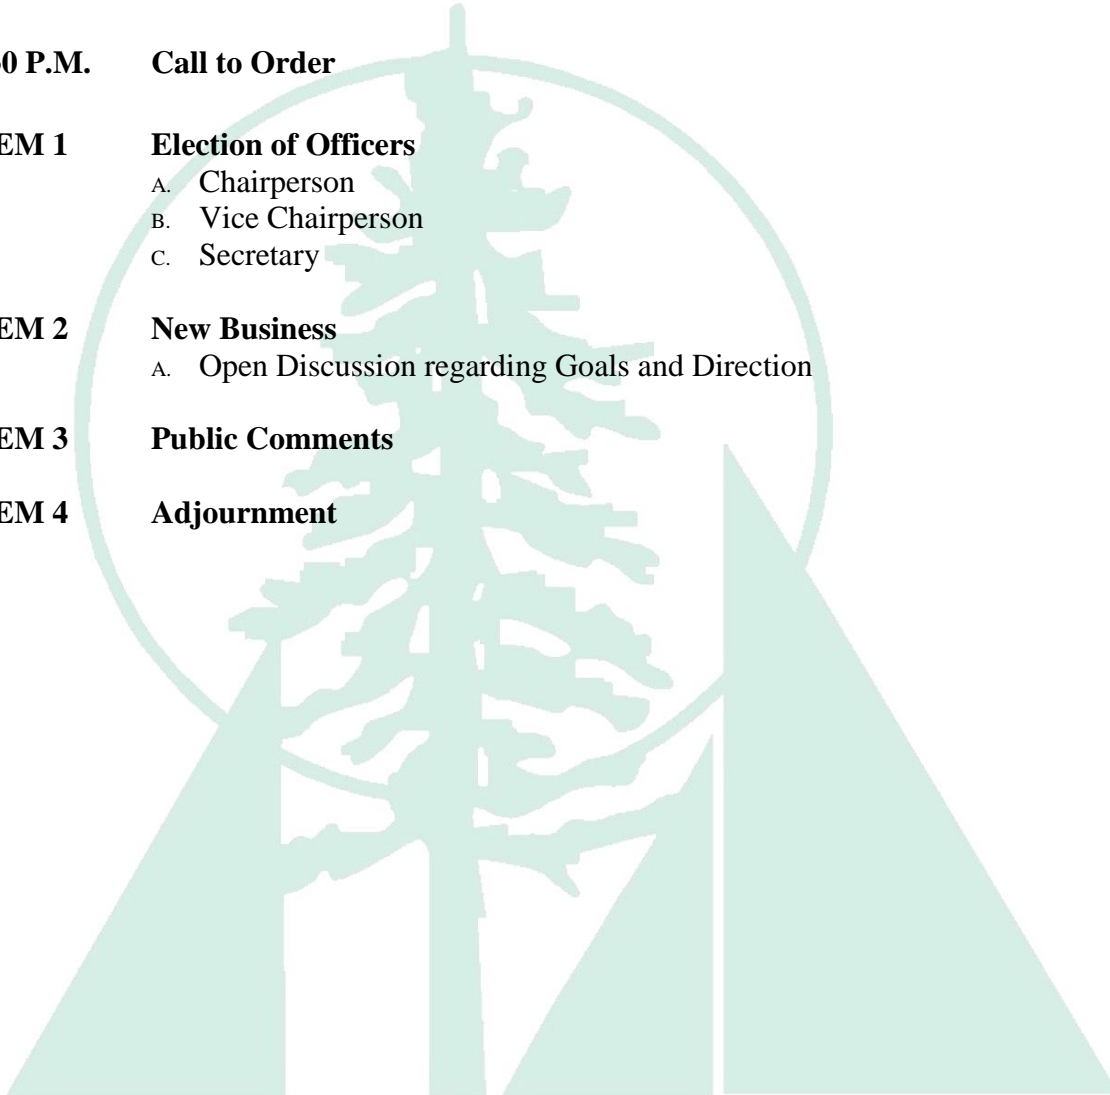 0 P.M. Call to Order
EM 1 Election of Officers
A. Chairperson
B. Vice Chairperson
C. Secretary
EM 2 New Business
A. Open Discussion regarding Goals and Direction
EM 3 Public Comments
EM 4 Adjournment